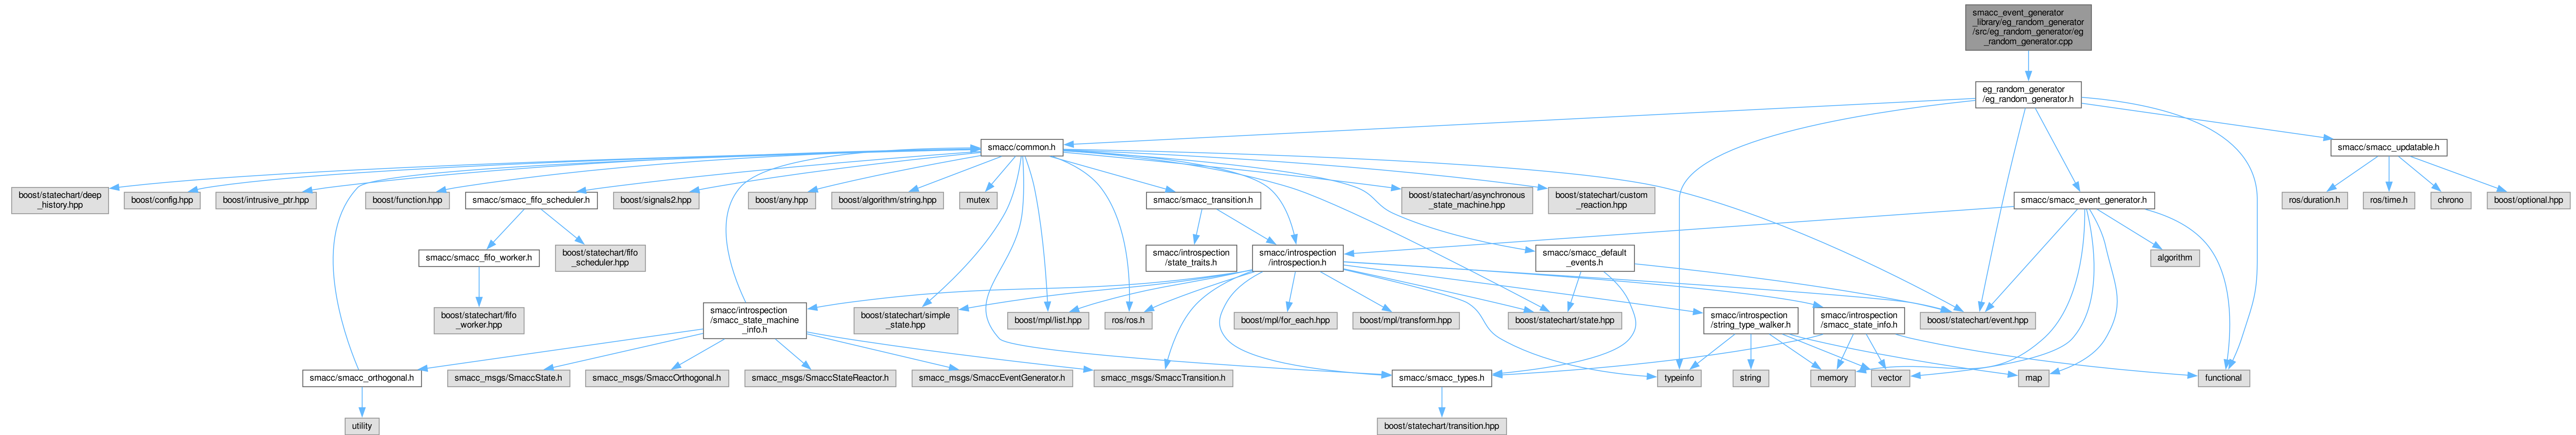 smacc_event_generator
_library/eg_random_generator
/src/eg_random_generator/eg
_random_generator.cpp
eg_random_generator
/eg_random_generator.h
smacc/common.h
smacc/smacc_updatable.h
boost/statechart/deep
_history.hpp
boost/config.hpp
boost/intrusive_ptr.hpp
boost/function.hpp
smacc/smacc_fifo_scheduler.h
boost/signals2.hpp
boost/any.hpp
boost/algorithm/string.hpp
mutex
smacc/smacc_transition.h
boost/statechart/asynchronous
_state_machine.hpp
boost/statechart/custom
_reaction.hpp
smacc/smacc_event_generator.h
ros/duration.h
ros/time.h
chrono
boost/optional.hpp
smacc/smacc_fifo_worker.h
boost/statechart/fifo
_scheduler.hpp
smacc/introspection
/state_traits.h
smacc/introspection
/introspection.h
smacc/smacc_default
_events.h
algorithm
boost/statechart/fifo
_worker.hpp
smacc/introspection
/smacc_state_machine
_info.h
boost/statechart/simple
_state.hpp
boost/mpl/list.hpp
ros/ros.h
boost/mpl/for_each.hpp
boost/mpl/transform.hpp
boost/statechart/state.hpp
smacc/introspection
/string_type_walker.h
smacc/introspection
/smacc_state_info.h
boost/statechart/event.hpp
smacc/smacc_orthogonal.h
smacc_msgs/SmaccState.h
smacc_msgs/SmaccOrthogonal.h
smacc_msgs/SmaccStateReactor.h
smacc_msgs/SmaccEventGenerator.h
smacc_msgs/SmaccTransition.h
smacc/smacc_types.h
typeinfo
string
memory
vector
map
functional
utility
boost/statechart/transition.hpp